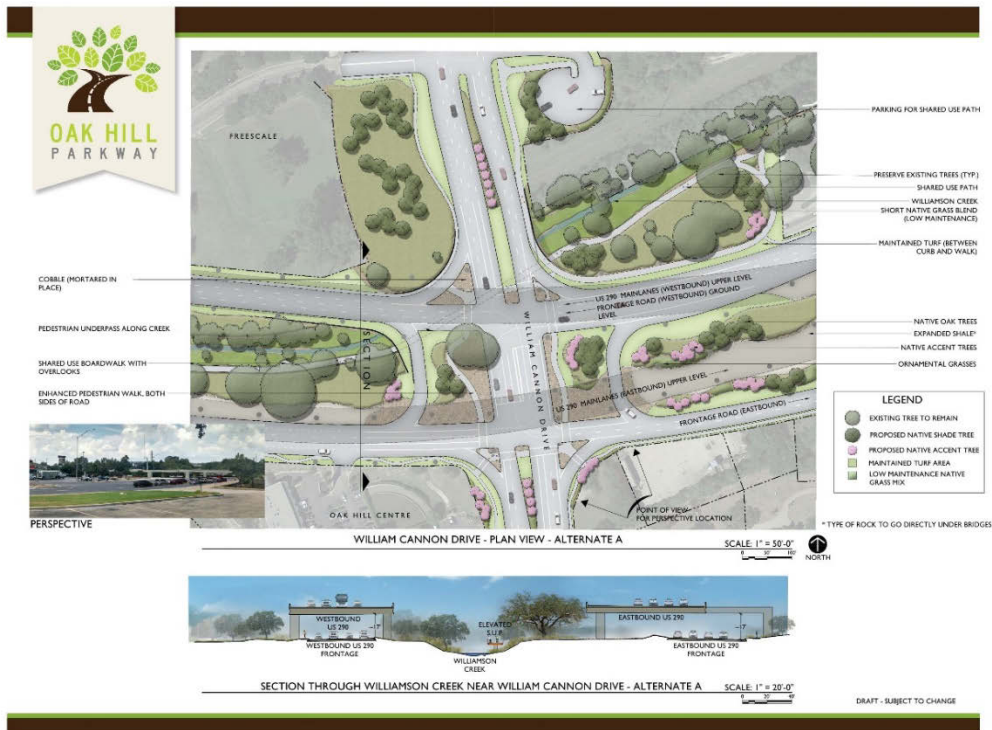 OAK HILL
PARKWAY
FREESCALE
PARKING FOR SHARED USE PATH
PRESERVE EXISTING TREES (TYP.)
SHARED USE PATH
WILLIAMSON CREEK
SHORT NATIVE GRASS BLEND
(LOW MAINTENANCE)
MAINTAINED TURF (BETWEEN
CURB AND WALK)
COBBLE (MORTARED IN
PLACE)
PEDESTRIAN UNDERPASS ALONG CREEK
SHARED USE BOARDWALK WITH
OVERLOOKS
ENHANCED PEDESTRIAN WALK, BOTH
SIDES OF ROAD
SECTION
WILLIAM CANNON DRIVE
US 290 MAINLANES (WESTBOUND) UPPER LEVEL
FRONTAGE ROAD (WESTBOUND) GROUND
LEVEL
US 290 MAINLANES (EASTBOUND) UPPER LEVEL
FRONTAGE ROAD (EASTBOUND)
NATIVE OAK TREES
EXPANDED SHALE*
NATIVE ACCENT TREES
ORNAMENTAL GRASSES
LEGEND
EXISTING TREE TO REMAIN
PROPOSED NATIVE SHADE TREE
PROPOSED NATIVE ACCENT TREE
MAINTAINED TURF AREA
LOW MAINTENANCE NATIVE
GRASS MIX
OAK HILL CENTRE
POINT OF VIEW
FOR PERSPECTIVE LOCATION
PERSPECTIVE
* TYPE OF ROCK TO GO DIRECTLY UNDER BRIDGES
WILLIAM CANNON DRIVE - PLAN VIEW - ALTERNATE A
SCALE: 1" = 50'-0"
NORTH
WESTBOUND
US 290
~17'
WESTBOUND US 290
FRONTAGE
ELEVATED
S.U.P.
WILLIAMSON
CREEK
EASTBOUND US 290
~17'
EASTBOUND US 290
FRONTAGE
SECTION THROUGH WILLIAMSON CREEK NEAR WILLIAM CANNON DRIVE - ALTERNATE A
SCALE: 1" = 20'-0"
DRAFT - SUBJECT TO CHANGE